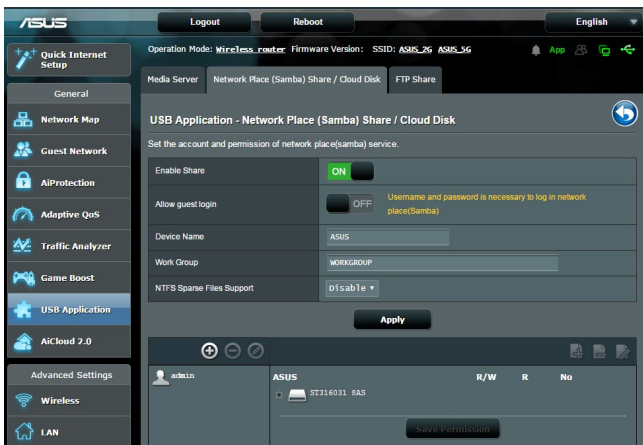 ASUS
Logout
Reboot
English
Quick Internet
Setup
Operation Mode: Wireless router Firmware Version: SSID: ASUS_2G ASUS_5G
App
General
Network Map
Guest Network
AiProtection
Adaptive QoS
Traffic Analyzer
Game Boost
USB Application
AiCloud 2.0
Advanced Settings
Wireless
LAN
Media Server
Network Place (Samba) Share / Cloud Disk
FTP Share
USB Application - Network Place (Samba) Share / Cloud Disk
Set the account and permission of network place(samba) service.
Enable Share
ON
Allow guest login
OFF
Username and password is necessary to log in network
place(Samba)
Device Name
ASUS
Work Group
WORKGROUP
NTFS Sparse Files Support
Disable
Apply
admin
ASUS
R/W
R
No
ST316031 8AS
Save Permission